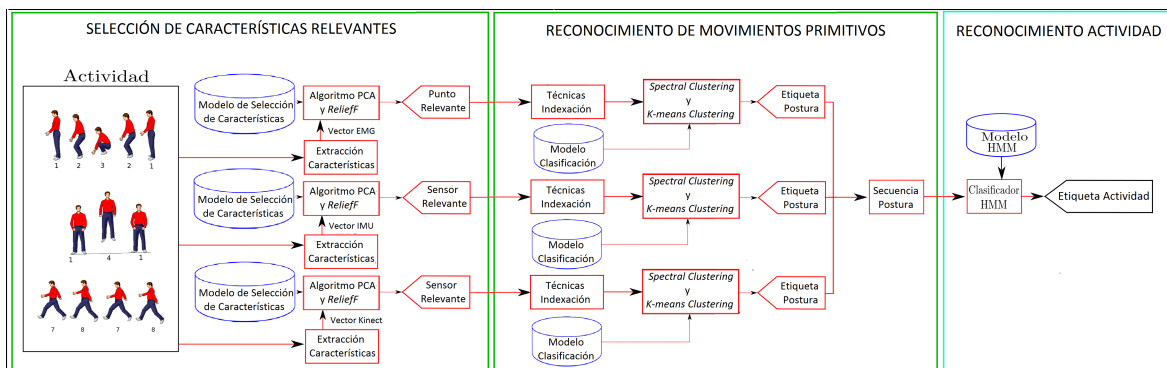 SELECCIÓN DE CARACTERÍSTICAS RELEVANTES
RECONOCIMIENTO DE MOVIMIENTOS PRIMITIVOS
RECONOCIMIENTO ACTIVIDAD
Actividad
1 2 3 2 1
1 4 1
7 8 7 8
Modelo de Selección
de Características
Algoritmo PCA
y ReliefF
Punto
Relevante
Vector EMG
Extracción
Características
Técnicas
Indexación
Spectral Clustering
y
K-means Clustering
Etiqueta
Postura
Modelo
Clasificación
Modelo de Selección
de Características
Algoritmo PCA
y ReliefF
Sensor
Relevante
Vector IMU
Extracción
Características
Técnicas
Indexación
Spectral Clustering
y
K-means Clustering
Etiqueta
Postura
Modelo
Clasificación
Modelo de Selección
de Características
Algoritmo PCA
y ReliefF
Sensor
Relevante
Vector Kinect
Extracción
Características
Técnicas
Indexación
Spectral Clustering
y
K-means Clustering
Etiqueta
Postura
Modelo
Clasificación
Secuencia
Postura
Modelo
HMM
Clasificador
HMM
Etiqueta Actividad